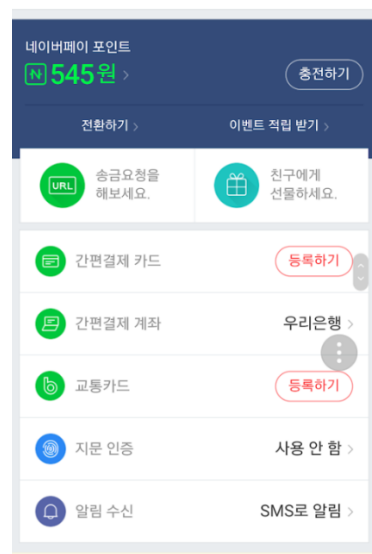 네이버페이 포인트
N 545원 >
충전하기
전환하기 >
이벤트 적립 받기 >
URL
송금요청을
해보세요.
친구에게
선물하세요.
간편결제 카드
등록하기
간편결제 계좌
우리은행 >
교통카드
등록하기
지문 인증
사용 안 함 >
알림 수신
SMS로 알림 >